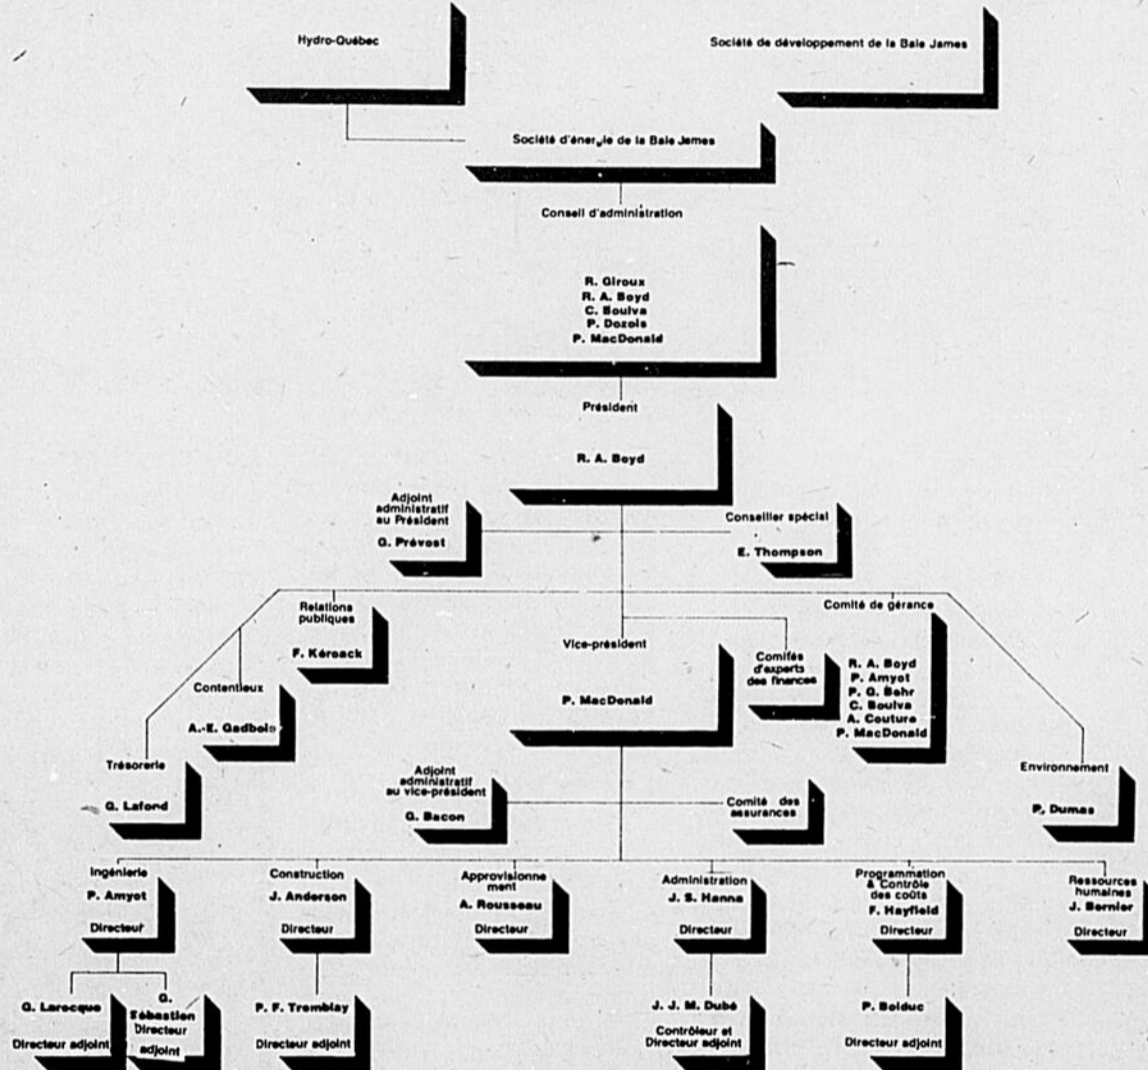 Hydro-Québec
Société de développement de la Baie James
Société d'énergie de la Baie James
Conseil d'administration
R. Giroux
R. A. Boyd
C. Boulva
P. Dozois
P. MacDonald
Président
R. A. Boyd
Adjoint
administratif
au Président
G. Prévost
Conseiller spécial
E. Thompson
Relations
publiques
F. Kéroack
Vice-président
P. MacDonald
Comités
d'experts
des finances
Comité de gérance
R. A. Boyd
P. Amyot
P. G. Behr
C. Boulva
A. Couture
P. MacDonald
Contentieux
A.-E. Gadbois
Trésorerie
G. Lafond
Adjoint
administratif
au vice-président
G. Bacon
Comité des
assurances
Environnement
P. Dumas
Ingénierie
P. Amyot
Directeur
Construction
J. Anderson
Directeur
Approvisionne
ment
A. Rousseau
Directeur
Administration
J. S. Hanna
Directeur
Programmation
& Contrôle
des coûts
F. Hayfield
Directeur
Ressources
humaines
J. Bernier
Directeur
G. Larocque
Directeur adjoint
G.
Sébastien
Directeur
adjoint
P. F. Tremblay
Directeur adjoint
J. J. M. Dubé
Contrôleur et
Directeur adjoint
P. Bolduc
Directeur adjoint